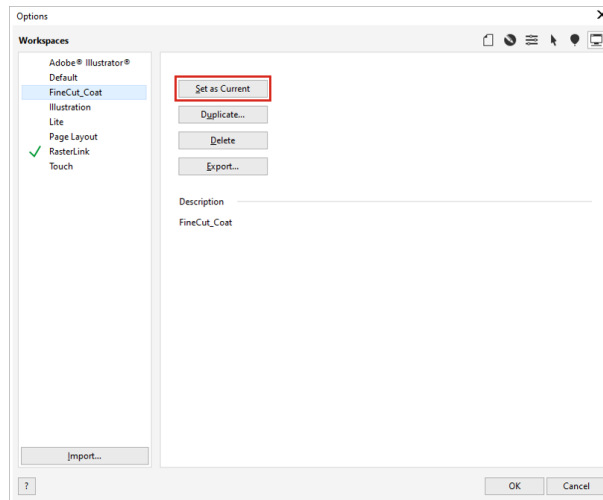 Options
Workspaces
Adobe® Illustrator®
Default
FineCut_Coat
Illustration
Lite
Page Layout
RasterLink
Touch
Set as Current
Duplicate...
Delete
Export...
Description
FineCut_Coat
Import...
?
OK
Cancel